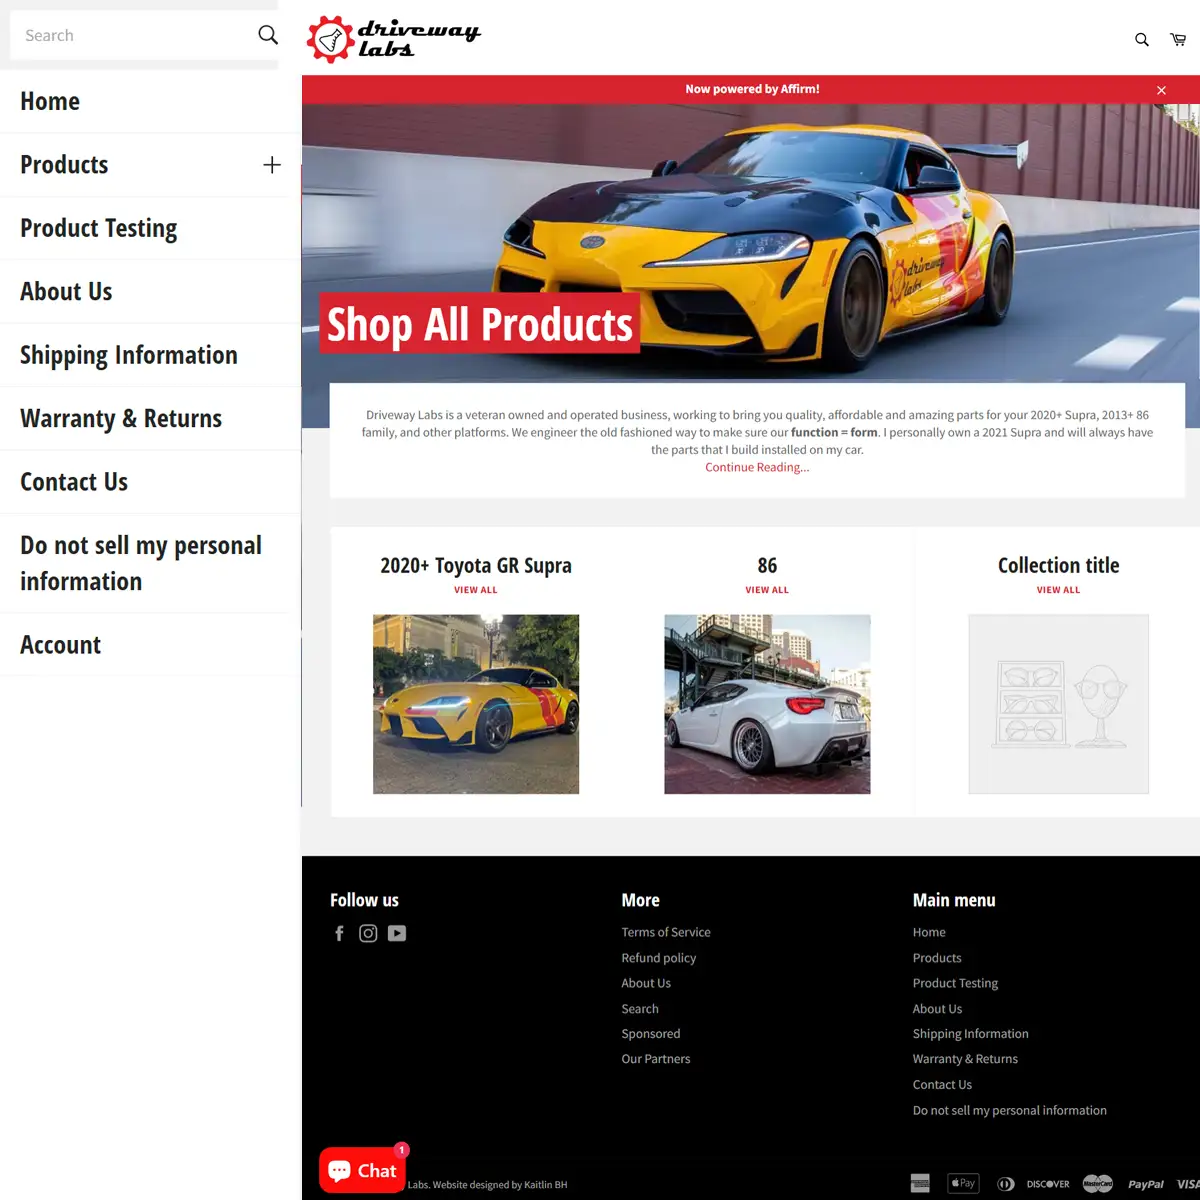 Search
Home
Products
Product Testing
About Us
Shipping Information
Warranty & Returns
Contact Us
Do not sell my personal
information
Account
driveway
labs
Now powered by Affirm!
driveway
labs
Shop All Products
Driveway Labs is a veteran owned and operated business, working to bring you quality, affordable and amazing parts for your 2020+ Supra, 2013+ 86
family, and other platforms. We engineer the old fashioned way to make sure our function = form. I personally own a 2021 Supra and will always have
the parts that I build installed on my car.
Continue Reading...
2020+ Toyota GR Supra
VIEW ALL
86
VIEW ALL
Collection title
VIEW ALL
Follow us
More
Terms of Service
Refund policy
About Us
Search
Sponsored
Our Partners
Main menu
Home
Products
Product Testing
About Us
Shipping Information
Warranty & Returns
Contact Us
Do not sell my personal information
1
Chat
Labs. Website designed by Kaitlin BH
Pay
DISCOVER
MasterCard
PayPal
VISA